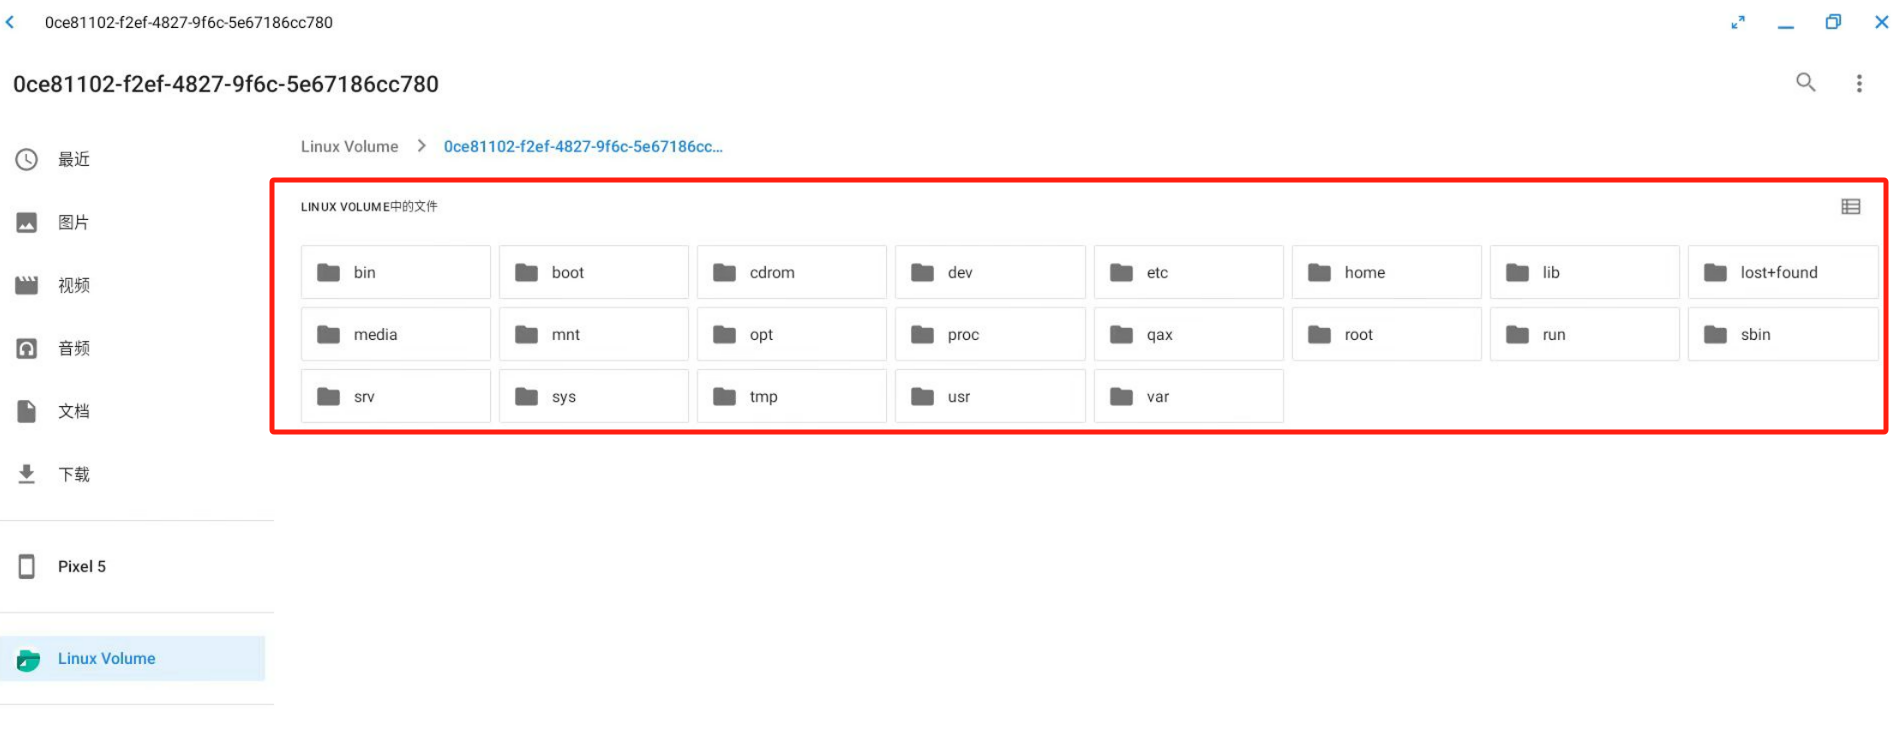 0ce81102-f2ef-4827-9f6c-5e67186cc780
0ce81102-f2ef-4827-9f6c-5e67186cc780
最近
图片
视频
音频
文档
下载
Pixel 5
Linux Volume
Linux Volume > 0ce81102-f2ef-4827-9f6c-5e67186cc...
LINUX VOLUME中的文件
bin boot cdrom dev etc home lib lost+found
media mnt opt proc qax root run sbin
srv sys tmp usr var